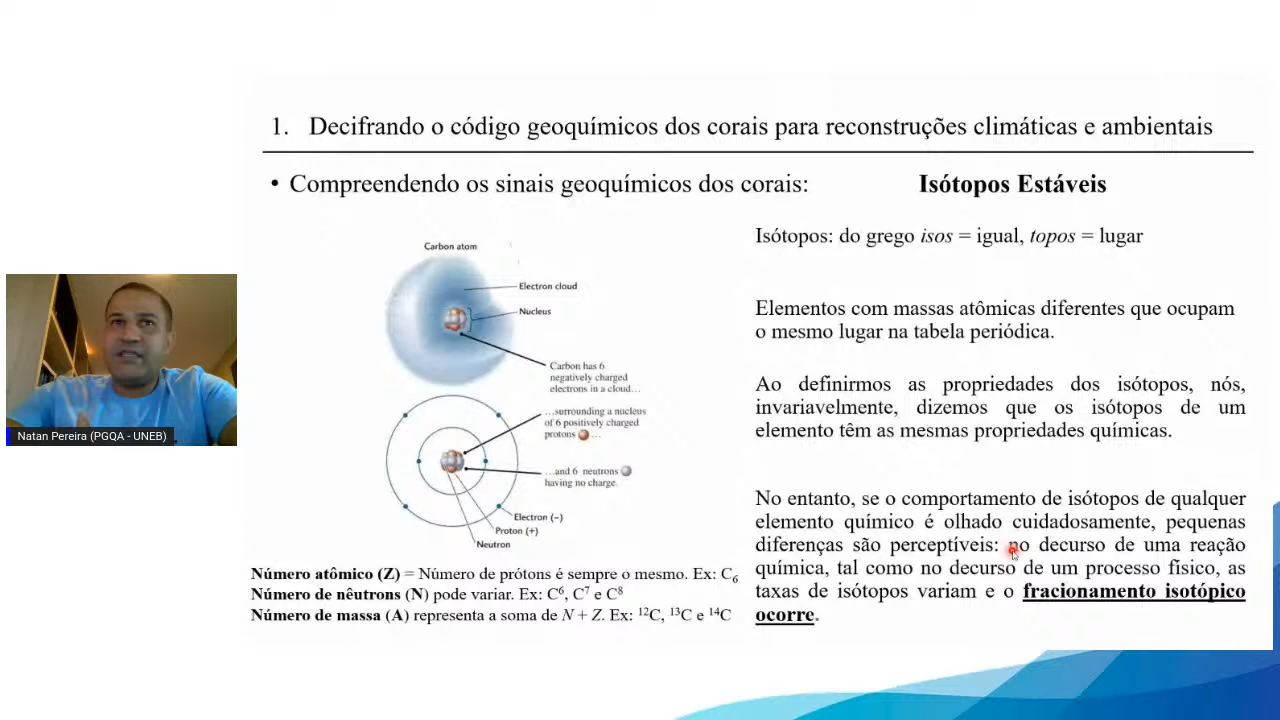 1. Decifrando o código geoquímicos dos corais para reconstruções climáticas e ambientais
• Compreendendo os sinais geoquímicos dos corais:
Isótopos Estáveis
Carbon atom
Electron cloud
Nucleus
Carbon has 6
negatively charged
electrons in a cloud…
…surrounding a nucleus
of 6 positively charged
protons …
…and 6 neutrons
having no charge.
Electron (–)
Proton (+)
Neutron
Número atômico (Z) = Número de prótons é sempre o mesmo. Ex: C₆
Número de nêutrons (N) pode variar. Ex: C⁶, C⁷ e C⁸
Número de massa (A) representa a soma de N + Z. Ex: ¹²C, ¹³C e ¹⁴C
Isótopos: do grego isos = igual, topos = lugar
Elementos com massas atômicas diferentes que ocupam
o mesmo lugar na tabela periódica.
Ao definirmos as propriedades dos isótopos, nós,
invariavelmente, dizemos que os isótopos de um
elemento têm as mesmas propriedades químicas.
No entanto, se o comportamento de isótopos de qualquer
elemento químico é olhado cuidadosamente, pequenas
diferenças são perceptíveis: no decurso de uma reação
química, tal como no decurso de um processo físico, as
taxas de isótopos variam e o fracionamento isotópico
ocorre.
Natan Pereira (PGQA - UNEB)